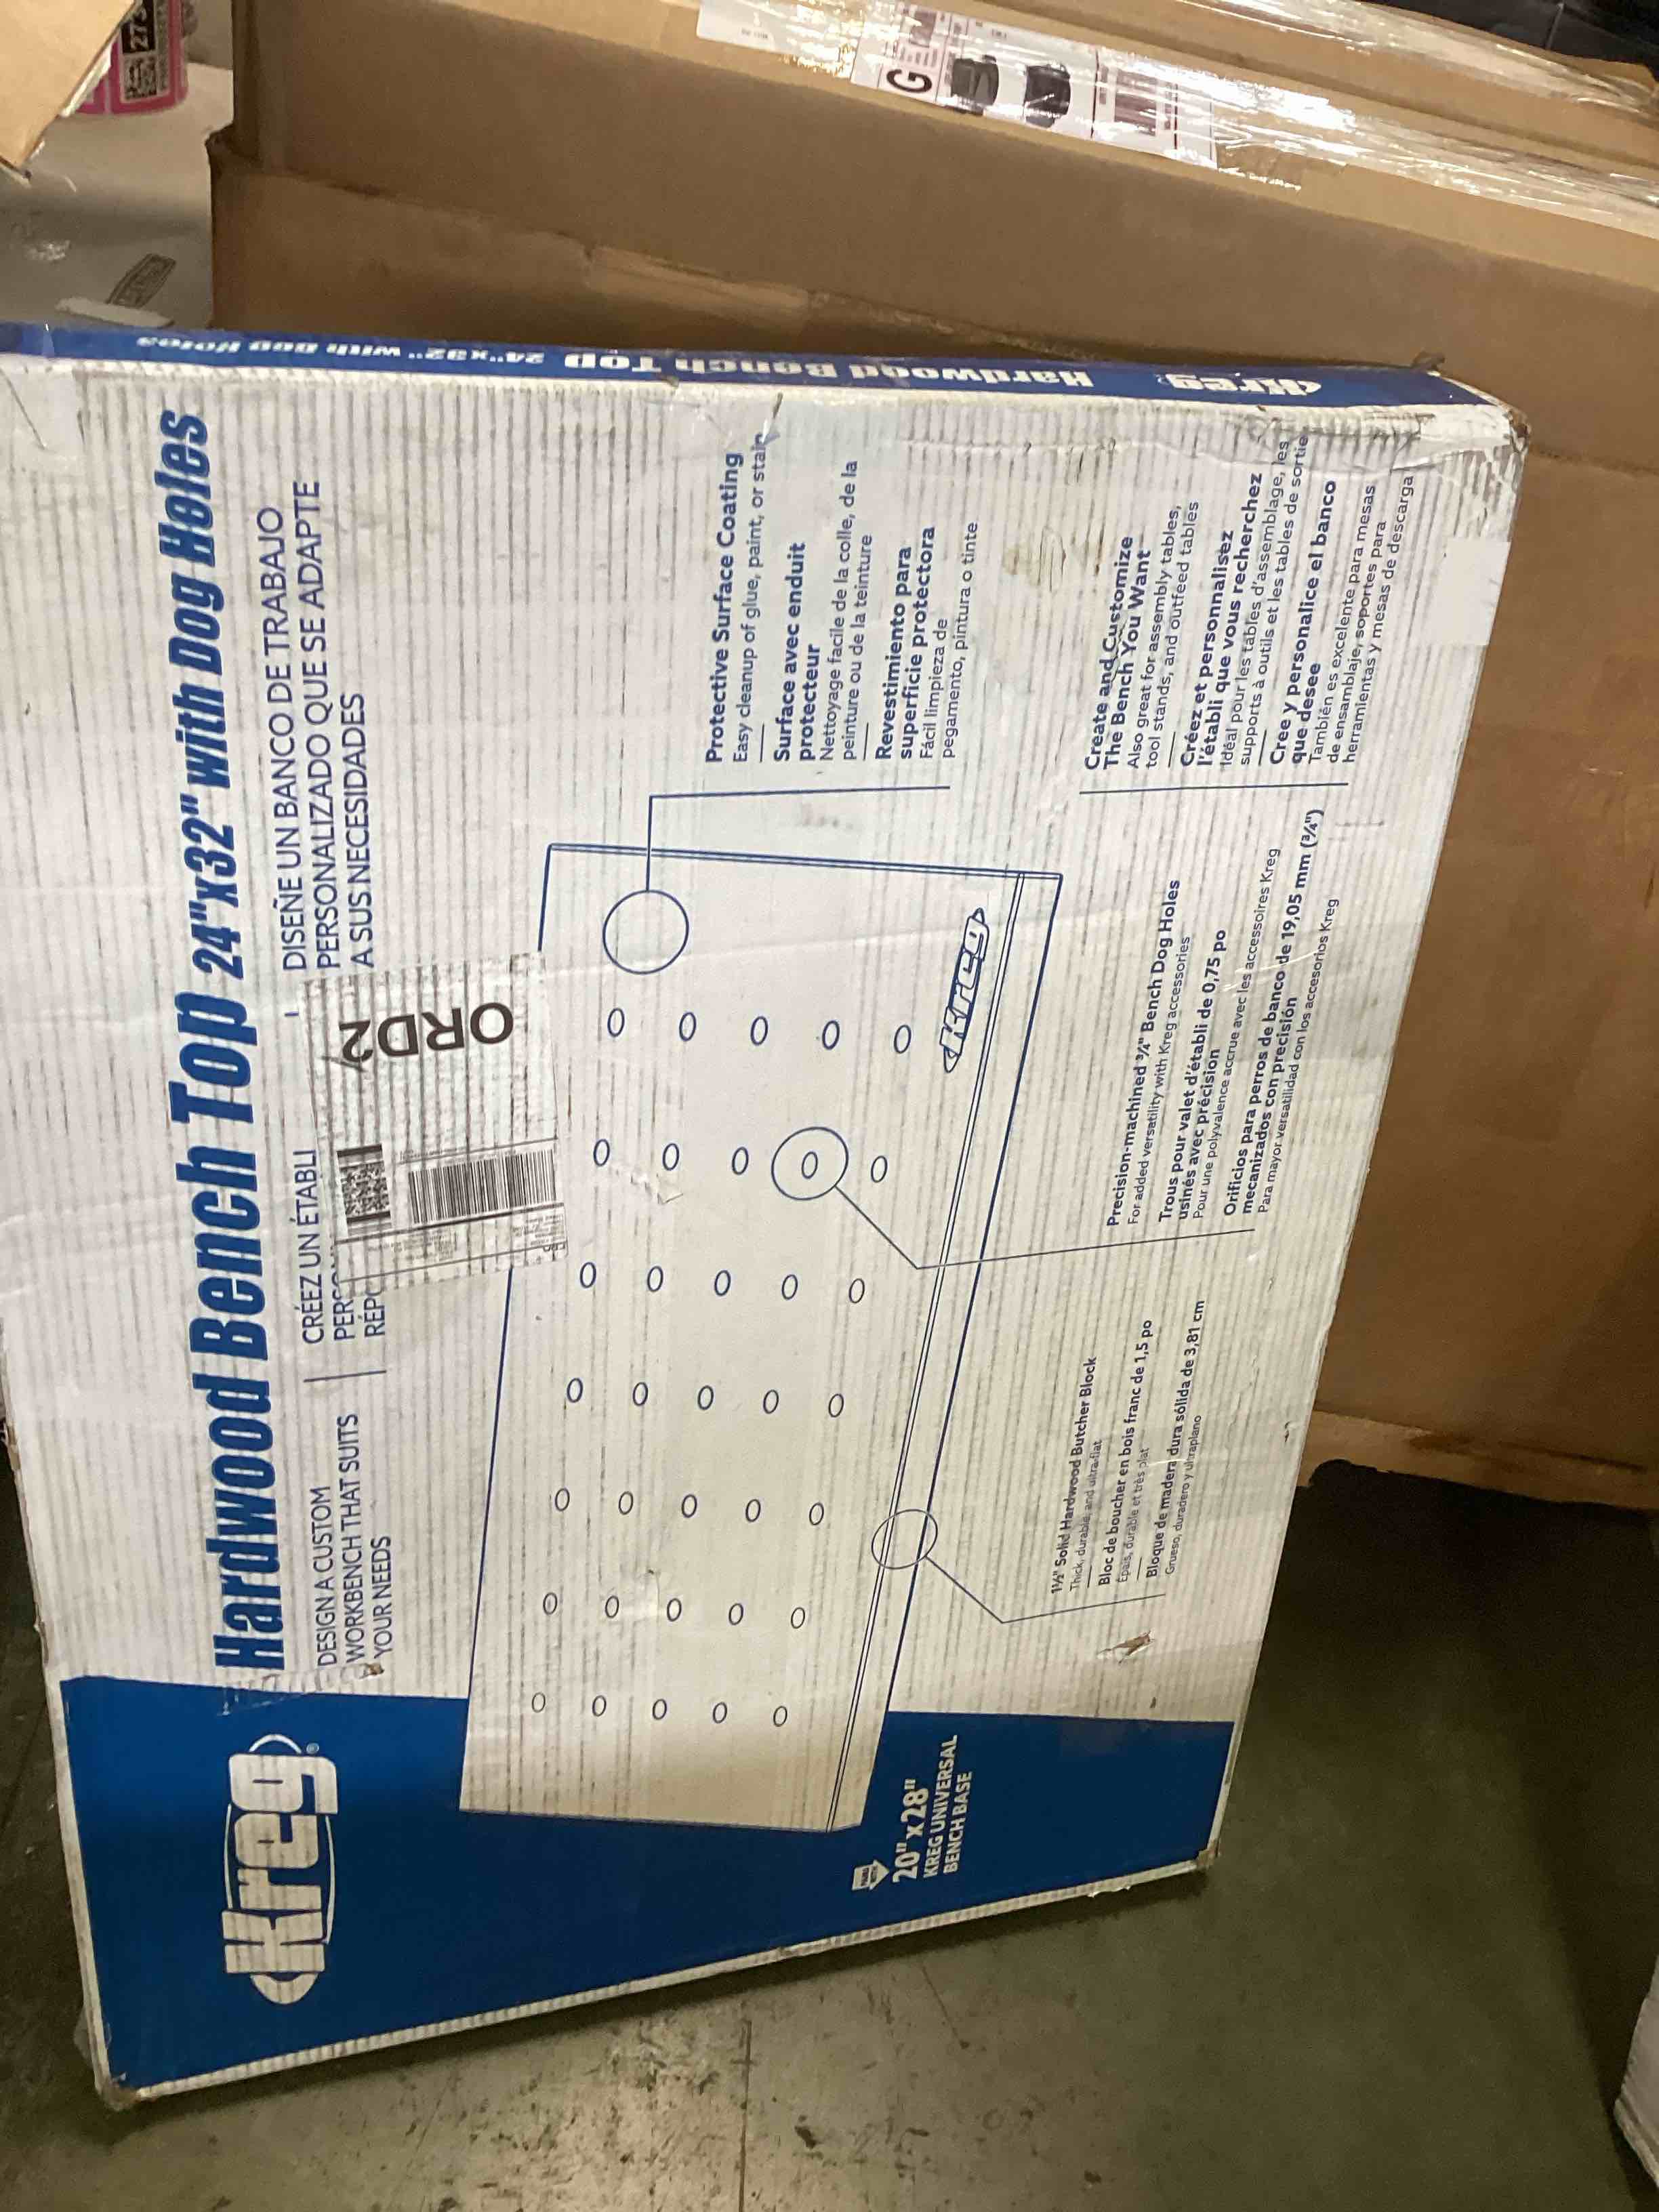 Kreg®
Hardwood Bench Top 24"x32" with Dog Holes
DESIGN A CUSTOM
WORKBENCH THAT SUITS
YOUR NEEDS
CRÉEZ UN ÉTABLI
DISEÑE UN BANCO DE TRABAJO
PERSONALIZADO QUE SE ADAPTE
A SUS NECESIDADES
ORD2
Protective Surface Coating
Easy cleanup of glue, paint, or stain
Surface avec enduit
protecteur
Nettoyage facile de la colle, de la
peinture ou de la teinture
Revestimiento para
superficie protectora
Fácil limpieza de
pegamento, pintura o tinte
Kreg
20" x 28"
KREG UNIVERSAL
BENCH BASE
1½" Solid Hardwood Butcher Block
Thick, durable, and ultra-flat
Bloc de boucher en bois franc de 1,5 po
Épais, durable et très plat
Bloque de madera dura sólida de 3,81 cm
Grueso, duradero y ultraplano
Precision-machined ¾" Bench Dog Holes
For added versatility with Kreg accessories
Trous pour valet d'établi de 0,75 po
usinés avec précision
Pour une polyvalence accrue avec les accessoires Kreg
Orificios para perros de banco de 19,05 mm (¾")
mecanizados con precisión
Para mayor versatilidad con los accesorios Kreg
Create and Customize
The Bench You Want
Also great for assembly tables,
tool stands, and outfeed tables
Créez et personnalisez
l'établi que vous recherchez
Idéal pour les tables d'assemblage, les
supports à outils et les tables de sortie
Cree y personalice el banco
que desee
También es excelente para mesas
de ensamblaje, soportes para
herramientas y mesas de descarga
Kreg Hardwood Bench Top 24"x32" with Dog Holes
G
273